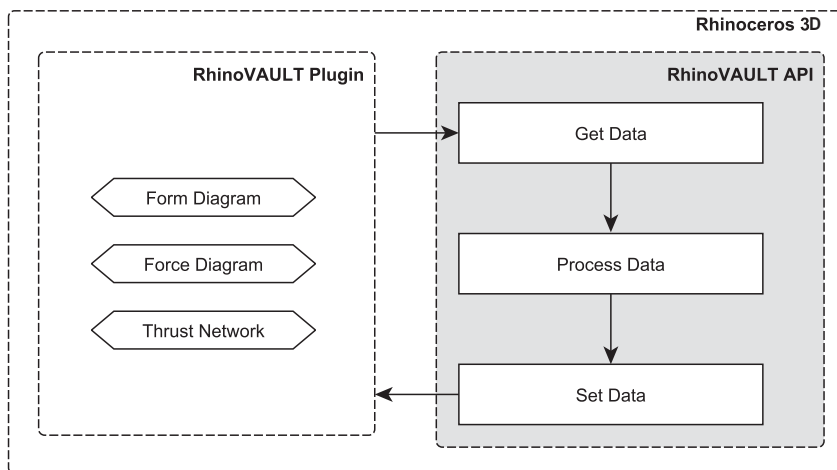 Rhinoceros 3D
RhinoVAULT Plugin
Form Diagram
Force Diagram
Thrust Network
RhinoVAULT API
Get Data
Process Data
Set Data